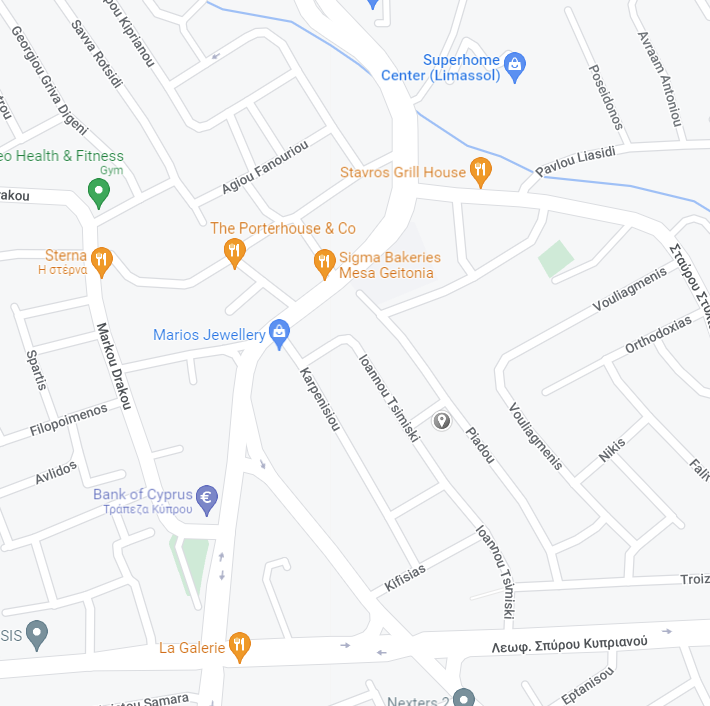 Georgiou Griva Digeni
Savva Rotsidi
Kiprianou
Superhome
Center (Limassol)
Poseidonos
Avraam Antoniou
Health & Fitness
Gym
Agiou Fanouriou
Stavros Grill House
Pavlou Liasidi
The Porterhouse & Co
Sterna
Η στέρνα
Sigma Bakeries
Mesa Geitonia
Σταύρου
Vouliagmenis
Marios Jewellery
Orthodoxias
Markou Drakou
Spartis
Karpenisiou
Ioannou Tsimiski
Filopoimenos
Vouliagmenis
Piadou
Nikis
Avlidos
Bank of Cyprus
Τράπεζα Κύπρου
Ioannou Tsimiski
Kifisias
Troiz
SIS
La Galerie
Λεωφ. Σπύρου Κυπριανού
Samara
Nexters 2
Eptanisou